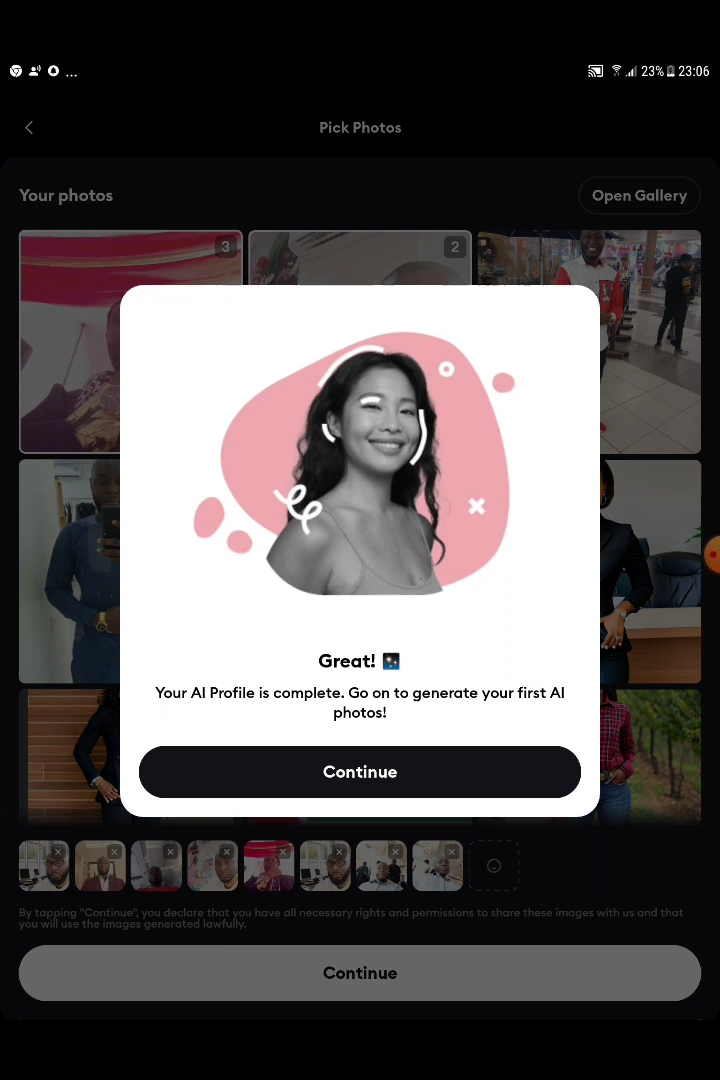 ...
23% 23:06
Pick Photos
Your photos
Open Gallery
3
2
Great!
Your AI Profile is complete. Go on to generate your first AI
photos!
Continue
By tapping "Continue", you declare that you have all necessary rights and permissions to share these images with us and that
you will use the images generated lawfully.
Continue